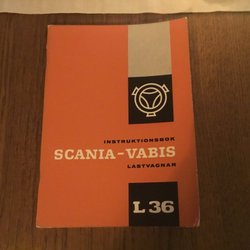 INSTRUKTIONSBOK
SCANIA-VABIS
LASTVAGNAR
L 36